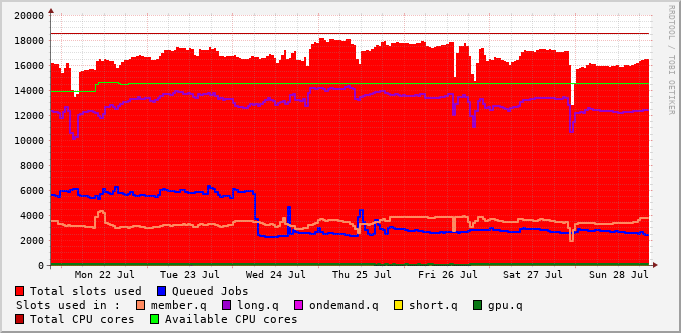 20000
18000
16000
14000
12000
10000
8000
6000
4000
2000
0
Mon 22 Jul Tue 23 Jul Wed 24 Jul Thu 25 Jul Fri 26 Jul Sat 27 Jul Sun 28 Jul
Total slots used Queued Jobs
Slots used in : member.q long.q ondemand.q short.q gpu.q
Total CPU cores Available CPU cores
RRDTOOL / TOBI OETIKER